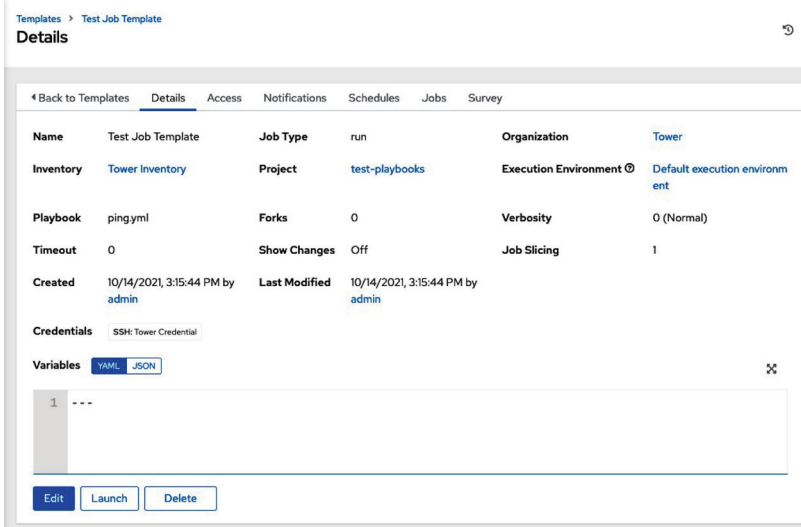 Templates > Test Job Template
Details
Back to Templates Details Access Notifications Schedules Jobs Survey
Name Test Job Template Job Type run Organization Tower
Inventory Tower Inventory Project test-playbooks Execution Environment Default execution environm
ent
Playbook ping.yml Forks 0 Verbosity 0 (Normal)
Timeout 0 Show Changes Off Job Slicing 1
Created 10/14/2021, 3:15:44 PM by Last Modified 10/14/2021, 3:15:44 PM by
admin admin
Credentials SSH: Tower Credential
Variables YAML JSON
1 ---
Edit Launch Delete